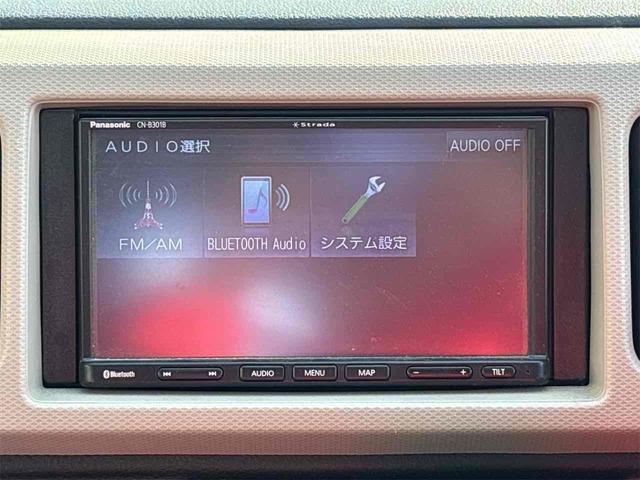 Panasonic CN-B301B Strada
AUDIO選択 AUDIO OFF
FM/AM BLUETOOTH Audio システム設定
Bluetooth AUDIO MENU MAP − + TILT